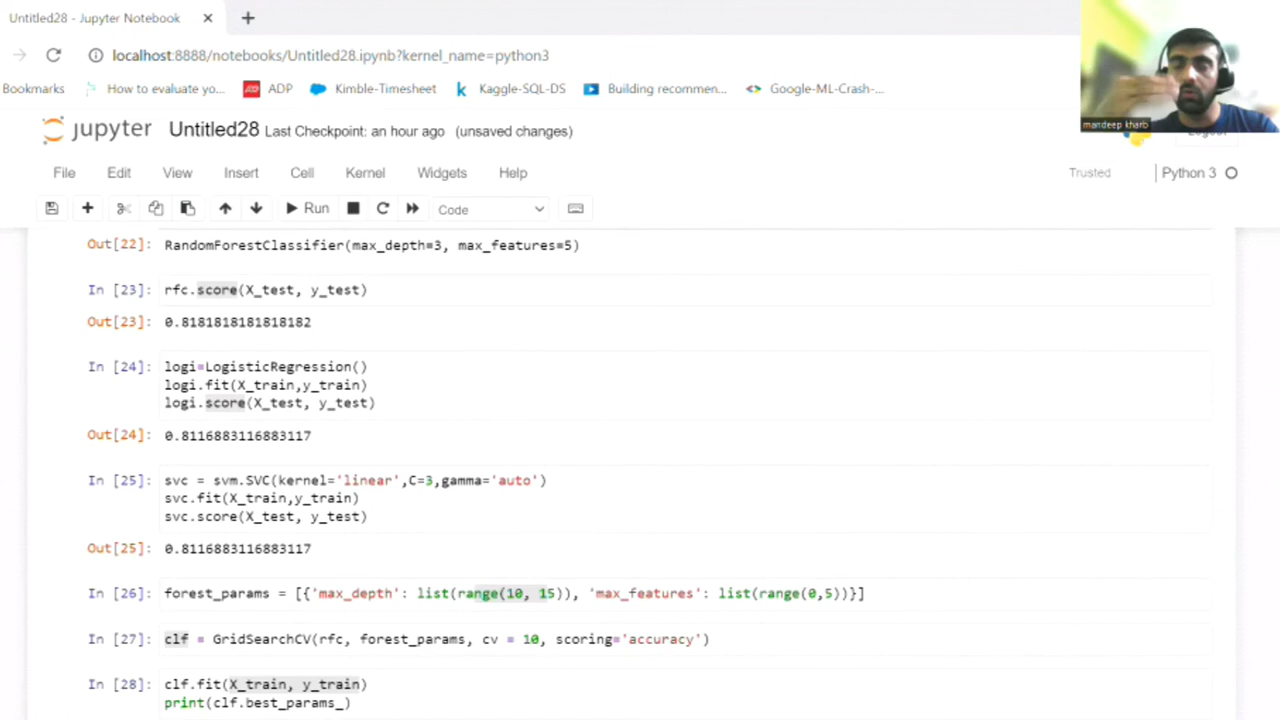 Untitled28 - Jupyter Notebook
localhost:8888/notebooks/Untitled28.ipynb?kernel_name=python3
Bookmarks How to evaluate yo... ADP Kimble-Timesheet Kaggle-SQL-DS Building recommen... Google-ML-Crash-...
mandeep kharb
jupyter Untitled28 Last Checkpoint: an hour ago (unsaved changes)
File Edit View Insert Cell Kernel Widgets Help Trusted Python 3
Run Code
Out[22]: RandomForestClassifier(max_depth=3, max_features=5)
In [23]: rfc.score(X_test, y_test)
Out[23]: 0.8181818181818182
In [24]: logi=LogisticRegression()
logi.fit(X_train,y_train)
logi.score(X_test, y_test)
Out[24]: 0.8116883116883117
In [25]: svc = svm.SVC(kernel='linear',C=3,gamma='auto')
svc.fit(X_train,y_train)
svc.score(X_test, y_test)
Out[25]: 0.8116883116883117
In [26]: forest_params = [{'max_depth': list(range(10, 15)), 'max_features': list(range(0,5))}]
In [27]: clf = GridSearchCV(rfc, forest_params, cv = 10, scoring='accuracy')
In [28]: clf.fit(X_train, y_train)
print(clf.best_params_)